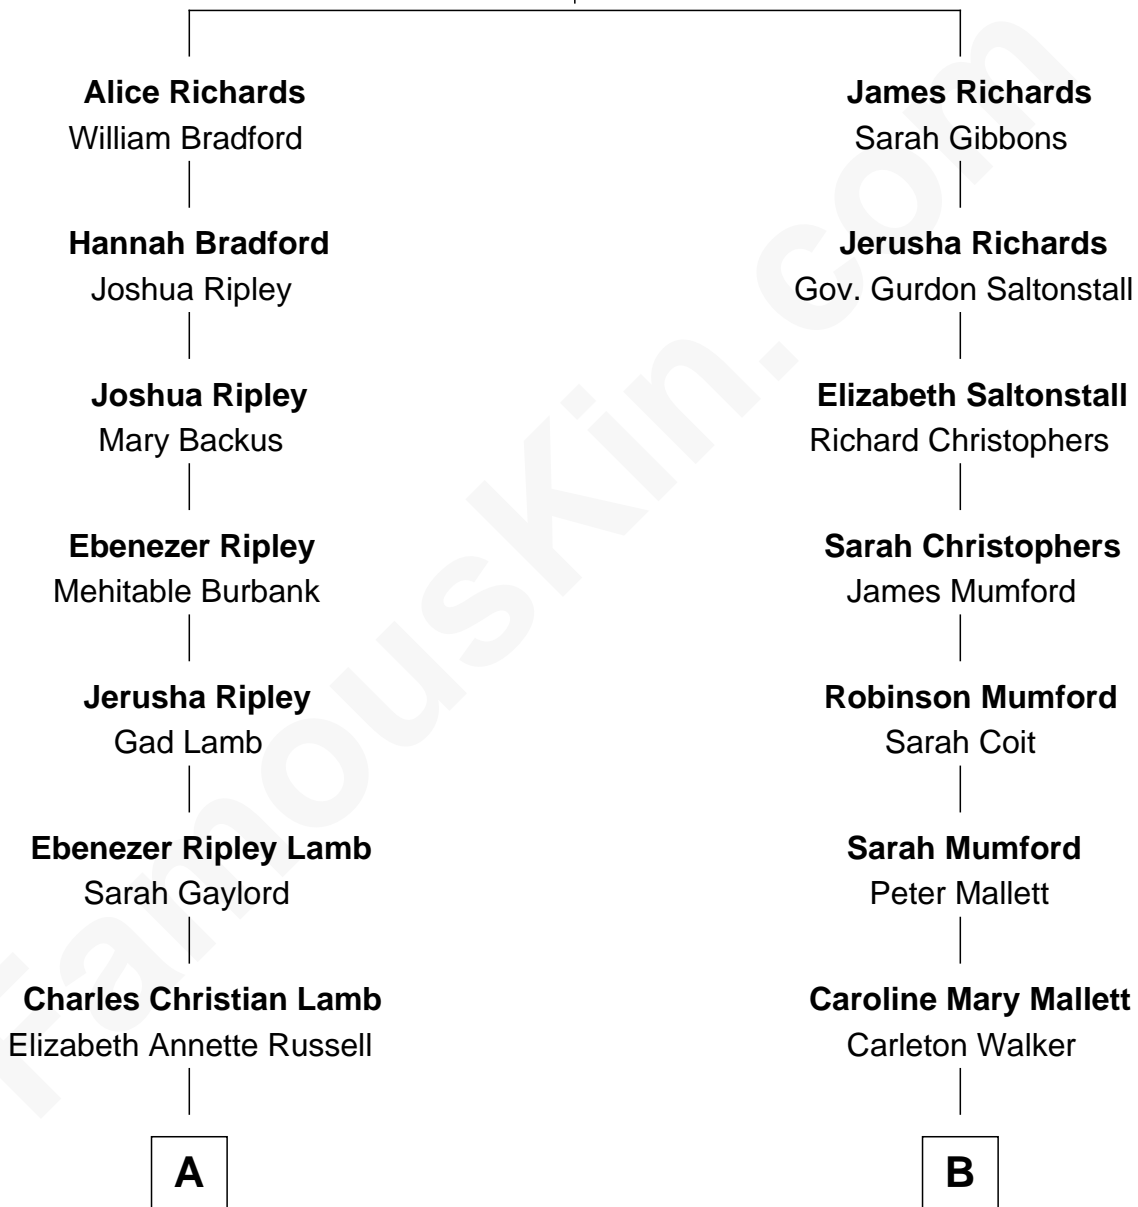 Alice Richards
William Bradford
Hannah Bradford
Joshua Ripley
Joshua Ripley
Mary Backus
Ebenezer Ripley
Mehitable Burbank
Jerusha Ripley
Gad Lamb
Ebenezer Ripley Lamb
Sarah Gaylord
Charles Christian Lamb
Elizabeth Annette Russell
A
James Richards
Sarah Gibbons
Jerusha Richards
Gov. Gurdon Saltonstall
Elizabeth Saltonstall
Richard Christophers
Sarah Christophers
James Mumford
Robinson Mumford
Sarah Coit
Sarah Mumford
Peter Mallett
Caroline Mary Mallett
Carleton Walker
B
FamousKin.com